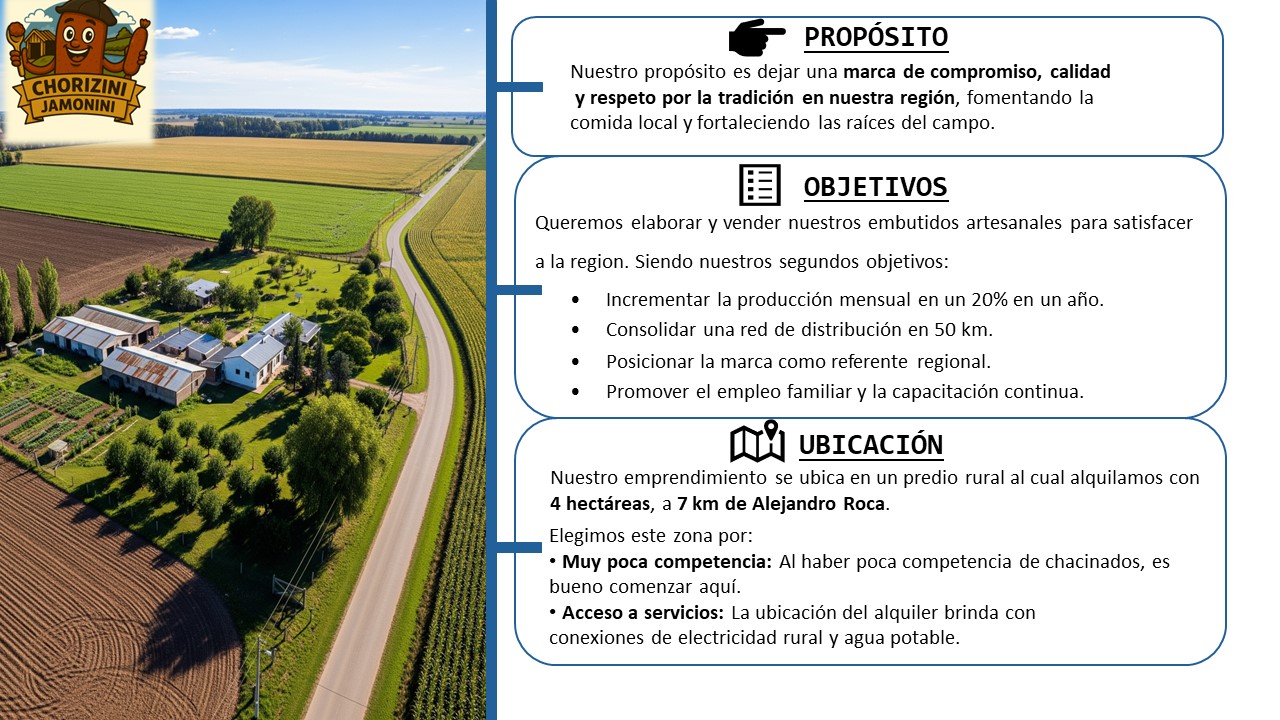 CHORIZINI
JAMONINI
PROPÓSITO
Nuestro propósito es dejar una marca de compromiso, calidad
y respeto por la tradición en nuestra región, fomentando la
comida local y fortaleciendo las raíces del campo.
OBJETIVOS
Queremos elaborar y vender nuestros embutidos artesanales para satisfacer
a la region. Siendo nuestros segundos objetivos:
• Incrementar la producción mensual en un 20% en un año.
• Consolidar una red de distribución en 50 km.
• Posicionar la marca como referente regional.
• Promover el empleo familiar y la capacitación continua.
UBICACIÓN
Nuestro emprendimiento se ubica en un predio rural al cual alquilamos con
4 hectáreas, a 7 km de Alejandro Roca.
Elegimos este zona por:
• Muy poca competencia: Al haber poca competencia de chacinados, es
bueno comenzar aquí.
• Acceso a servicios: La ubicación del alquiler brinda con
conexiones de electricidad rural y agua potable.